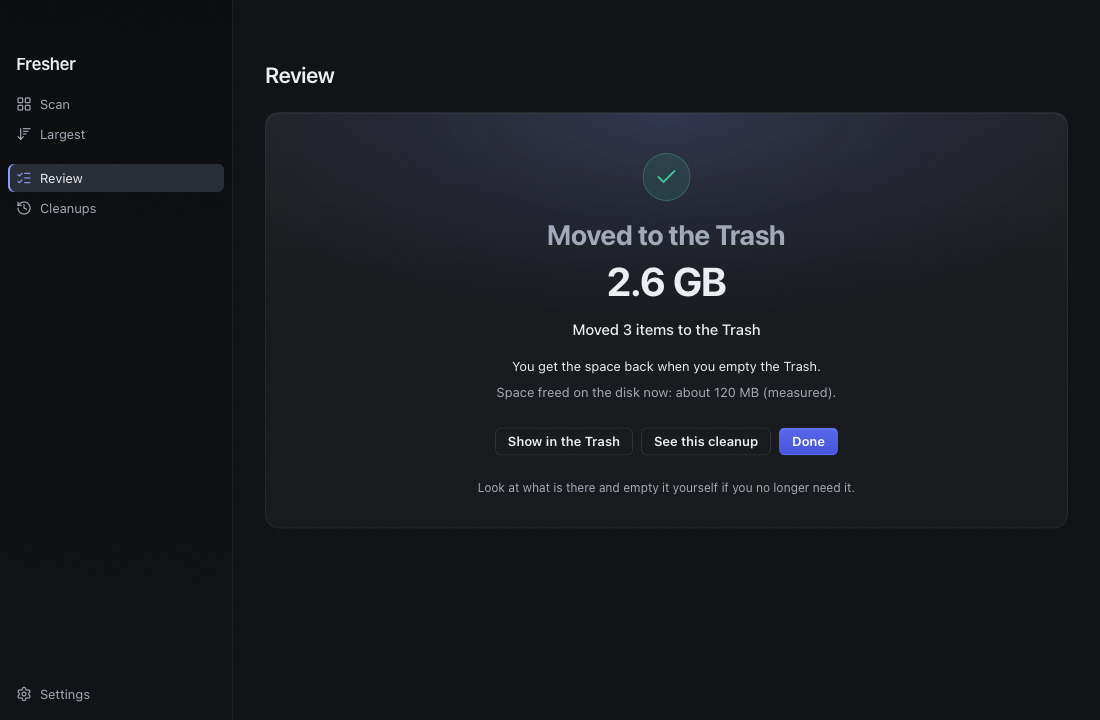 Fresher
Scan
Largest
Review
Cleanups
Settings
Review
Moved to the Trash
2.6 GB
Moved 3 items to the Trash
You get the space back when you empty the Trash.
Space freed on the disk now: about 120 MB (measured).
Show in the Trash
See this cleanup
Done
Look at what is there and empty it yourself if you no longer need it.